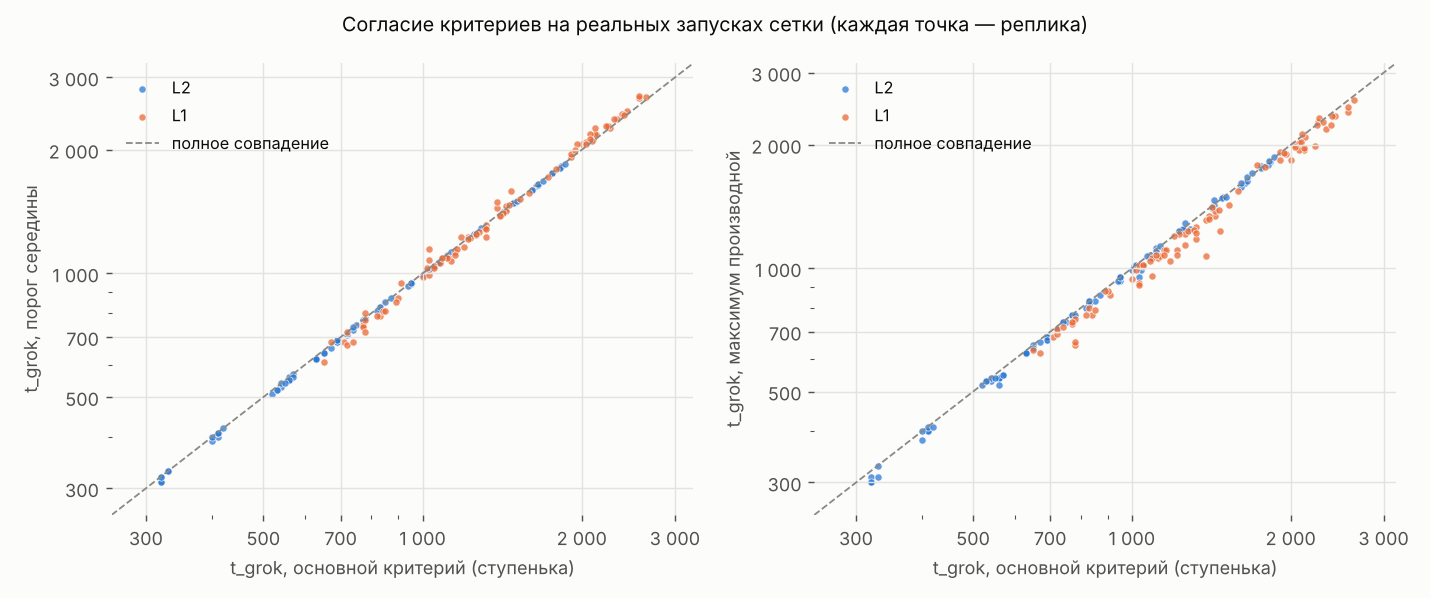 Согласие критериев на реальных запусках сетки (каждая точка — реплика)
t_grok, порог середины
3 000
2 000
1 000
700
500
300
L2
L1
полное совпадение
300
500
700
1 000
2 000
3 000
t_grok, основной критерий (ступенька)
t_grok, максимум производной
3 000
2 000
1 000
700
500
300
L2
L1
полное совпадение
300
500
700
1 000
2 000
3 000
t_grok, основной критерий (ступенька)